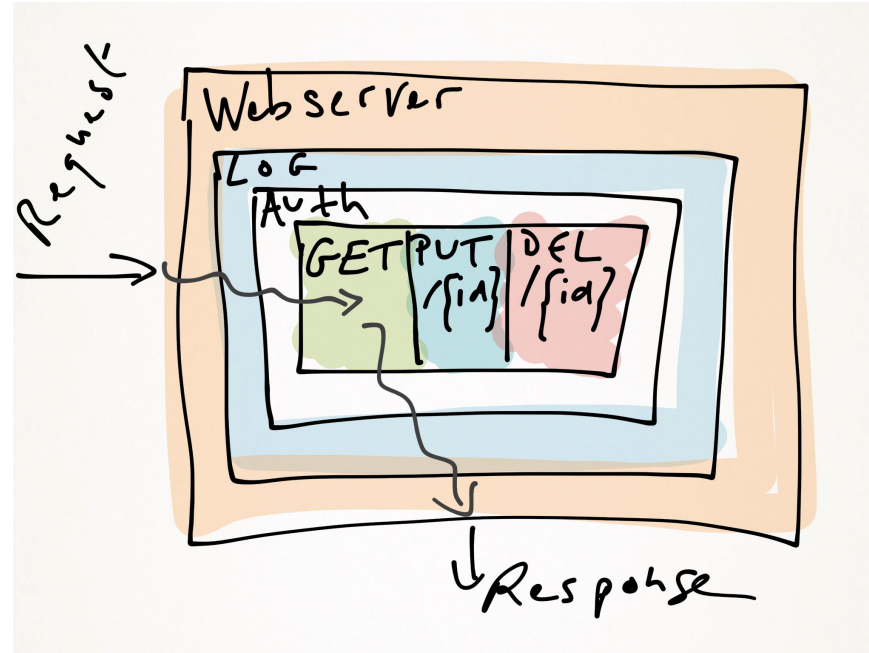 Request
Webserver
LOG
Auth
GET
PUT
/{id}
DEL
/{id}
Response